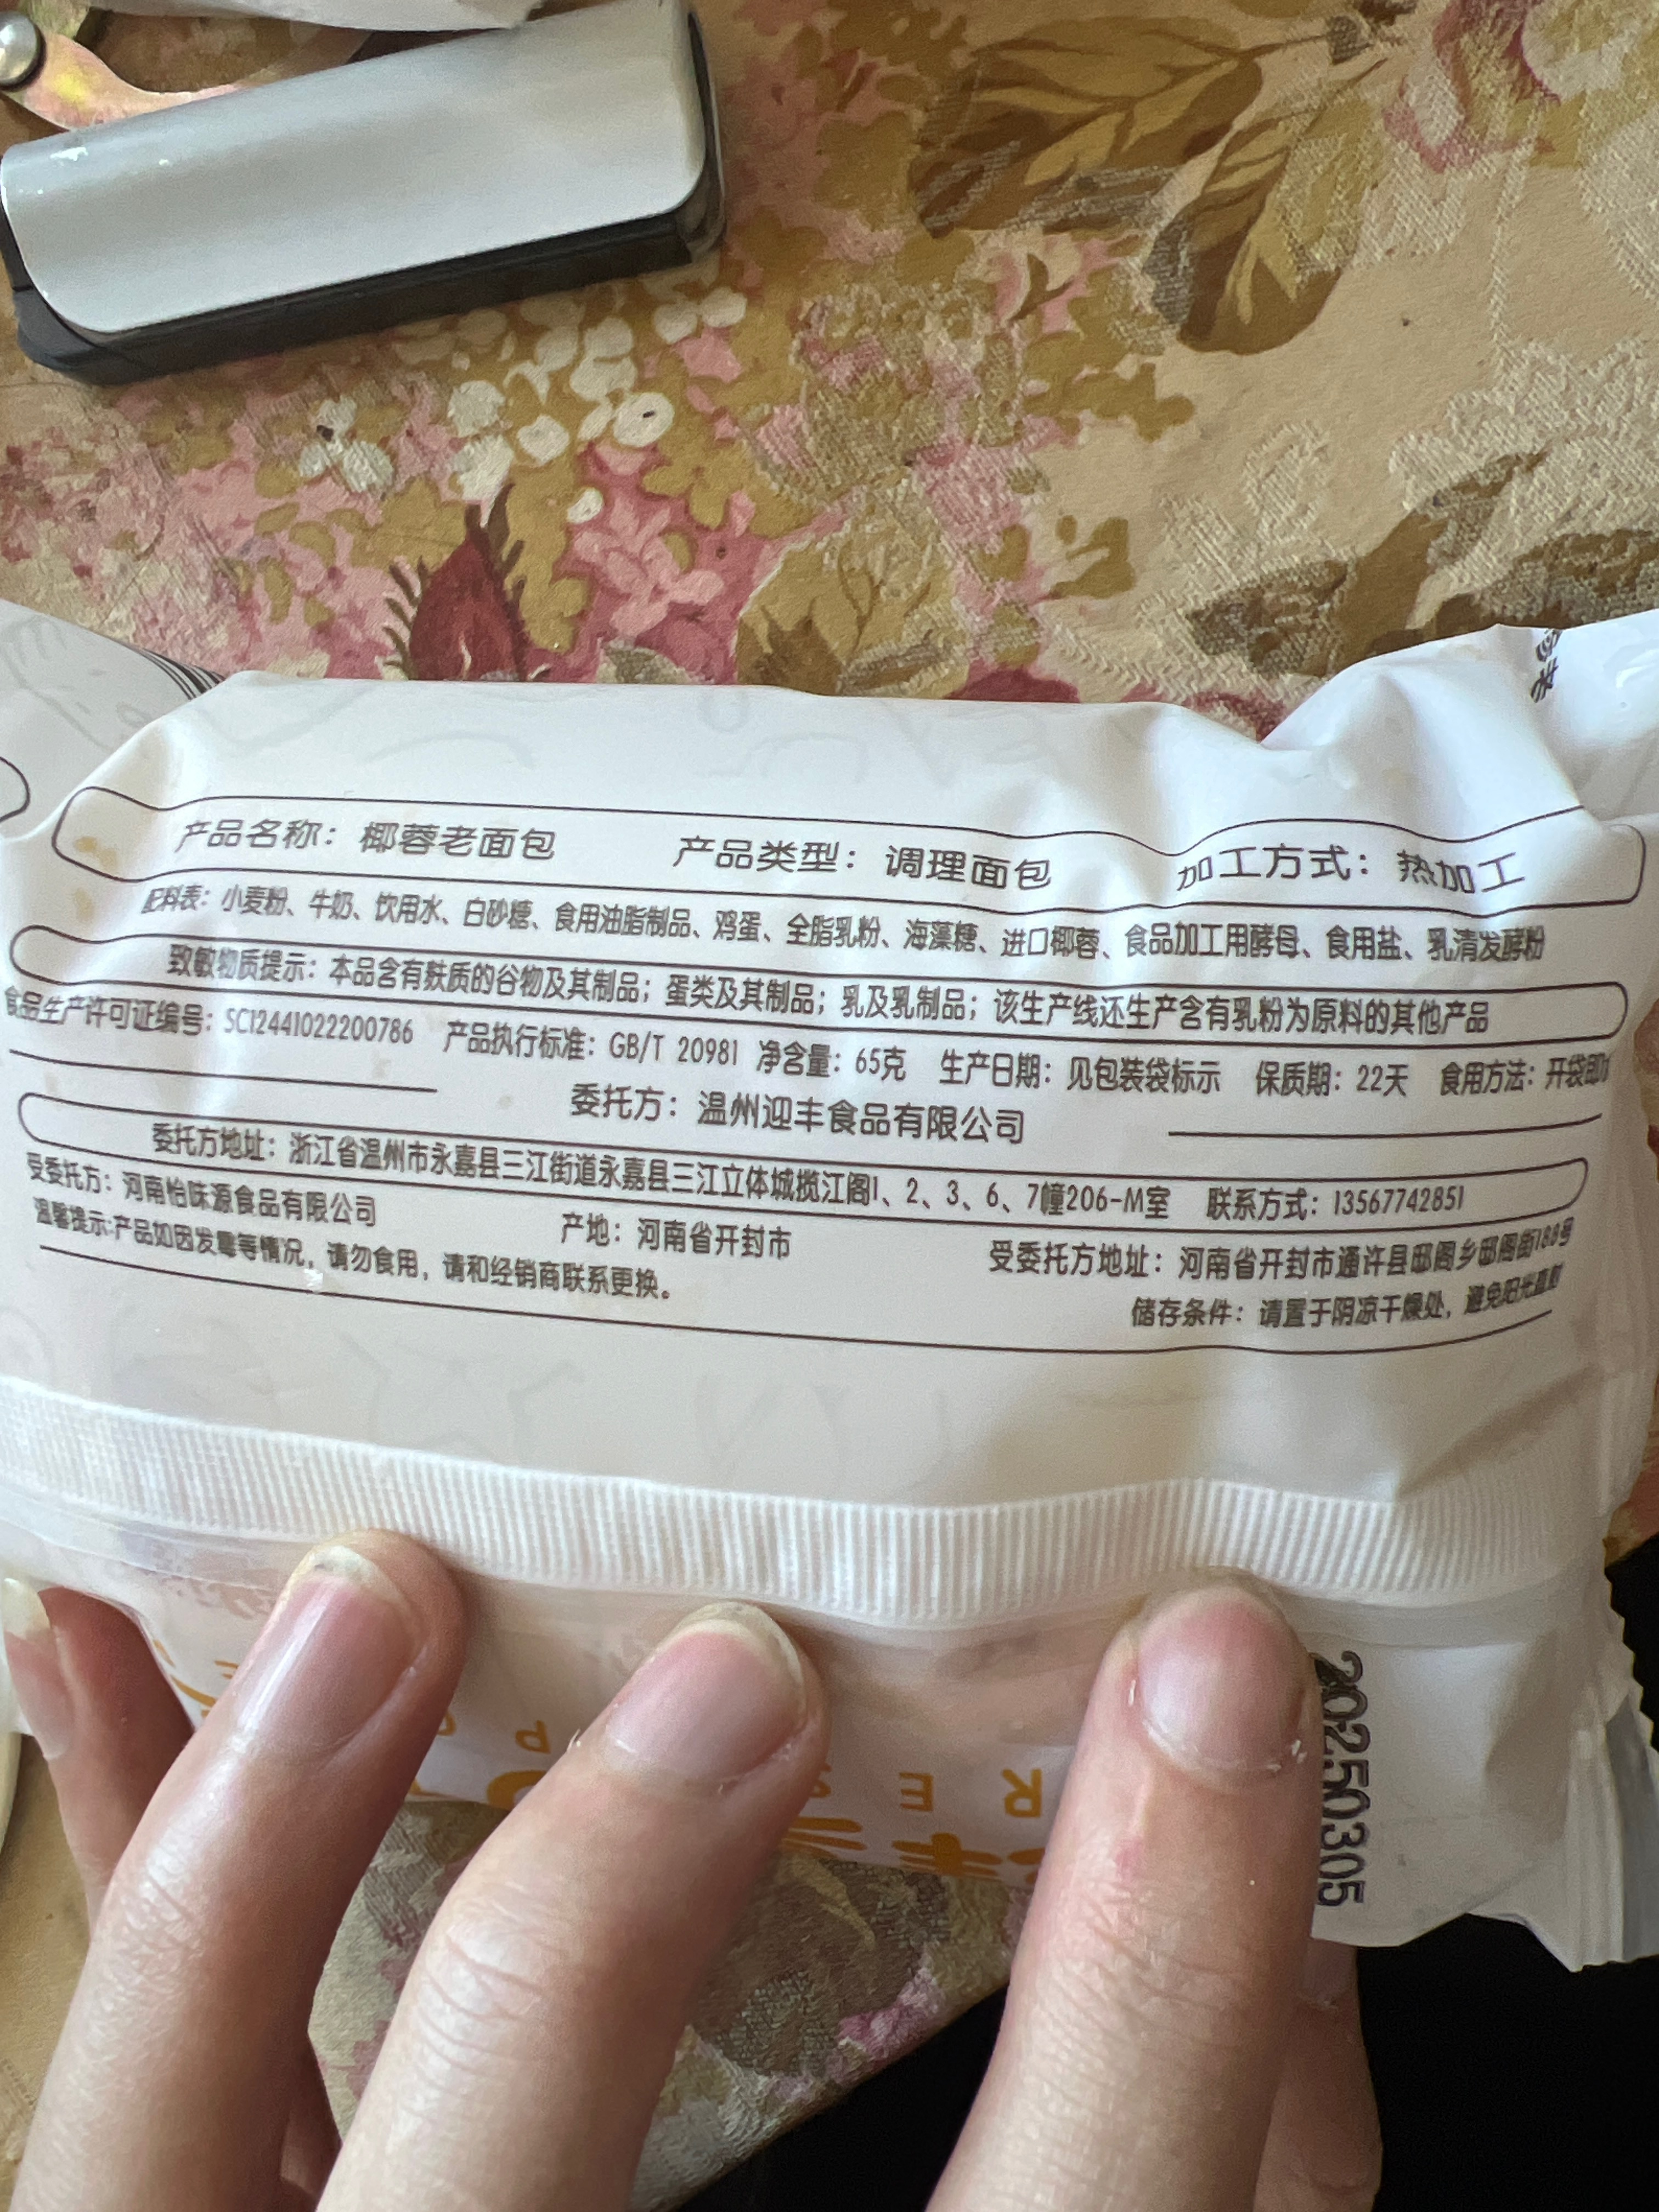 产品名称：椰蓉老面包 产品类型：调理面包 加工方式：热加工
配料表：小麦粉、牛奶、饮用水、白砂糖、食用油脂制品、鸡蛋、全脂乳粉、海藻糖、进口椰蓉、食品加工用酵母、食用盐、乳清发酵粉
致敏物质提示：本品含有麸质的谷物及其制品；蛋类及其制品；乳及乳制品；该生产线还生产含有乳粉为原料的其他产品
食品生产许可证编号：SC12441022200786 产品执行标准：GB/T 20981 净含量：65克 生产日期：见包装袋标示 保质期：22天 食用方法：开袋即
委托方：温州迎丰食品有限公司
委托方地址：浙江省温州市永嘉县三江街道永嘉县三江立体城揽江阁1、2、3、6、7幢206-M室 联系方式：13567742851
受委托方：河南怡味源食品有限公司 产地：河南省开封市 受委托方地址：河南省开封市通许县邸阁乡邸阁街188号
温馨提示:产品如因发霉等情况，请勿食用，请和经销商联系更换。 储存条件：请置于阴凉干燥处，避免阳光直射
20250305